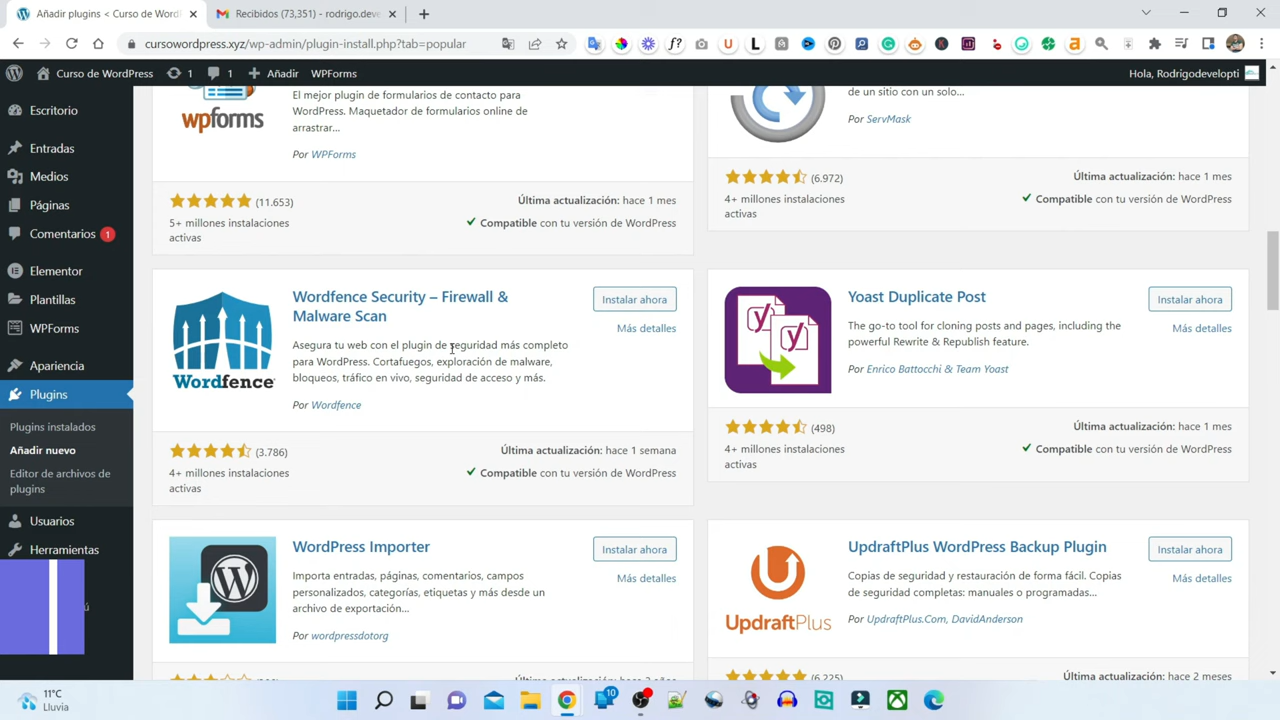 Añadir plugins < Curso de WordP
Recibidos (73,351) - rodrigo.deve
cursowordpress.xyz/wp-admin/plugin-install.php?tab=popular
Curso de WordPress
1
1
Añadir
WPForms
Hola, Rodrigodevelopti
Escritorio
Entradas
Medios
Páginas
Comentarios 1
Elementor
Plantillas
WPForms
Apariencia
Plugins
Plugins instalados
Añadir nuevo
Editor de archivos de
plugins
Usuarios
Herramientas
ú
wpforms
El mejor plugin de formularios de contacto para
WordPress. Maquetador de formularios online de
arrastrar...
Por WPForms
(11.653)
5+ millones instalaciones
activas
Última actualización: hace 1 mes
Compatible con tu versión de WordPress
de un sitio con un solo...
Por ServMask
(6.972)
4+ millones instalaciones
activas
Última actualización: hace 1 mes
Compatible con tu versión de WordPress
Wordfence
Wordfence Security – Firewall &
Malware Scan
Instalar ahora
Más detalles
Asegura tu web con el plugin de seguridad más completo
para WordPress. Cortafuegos, exploración de malware,
bloqueos, tráfico en vivo, seguridad de acceso y más.
Por Wordfence
(3.786)
4+ millones instalaciones
activas
Última actualización: hace 1 semana
Compatible con tu versión de WordPress
Yoast Duplicate Post
Instalar ahora
Más detalles
The go-to tool for cloning posts and pages, including the
powerful Rewrite & Republish feature.
Por Enrico Battocchi & Team Yoast
(498)
4+ millones instalaciones
activas
Última actualización: hace 1 mes
Compatible con tu versión de WordPress
WordPress Importer
Instalar ahora
Más detalles
Importa entradas, páginas, comentarios, campos
personalizados, categorías, etiquetas y más desde un
archivo de exportación...
Por wordpressdotorg
Última actualización: hace 2 años
UpdraftPlus
UpdraftPlus WordPress Backup Plugin
Instalar ahora
Más detalles
Copias de seguridad y restauración de forma fácil. Copias
de seguridad completas: manuales o programadas...
Por UpdraftPlus.Com, DavidAnderson
(6.225)
Última actualización: hace 2 meses
11°C
Lluvia
10